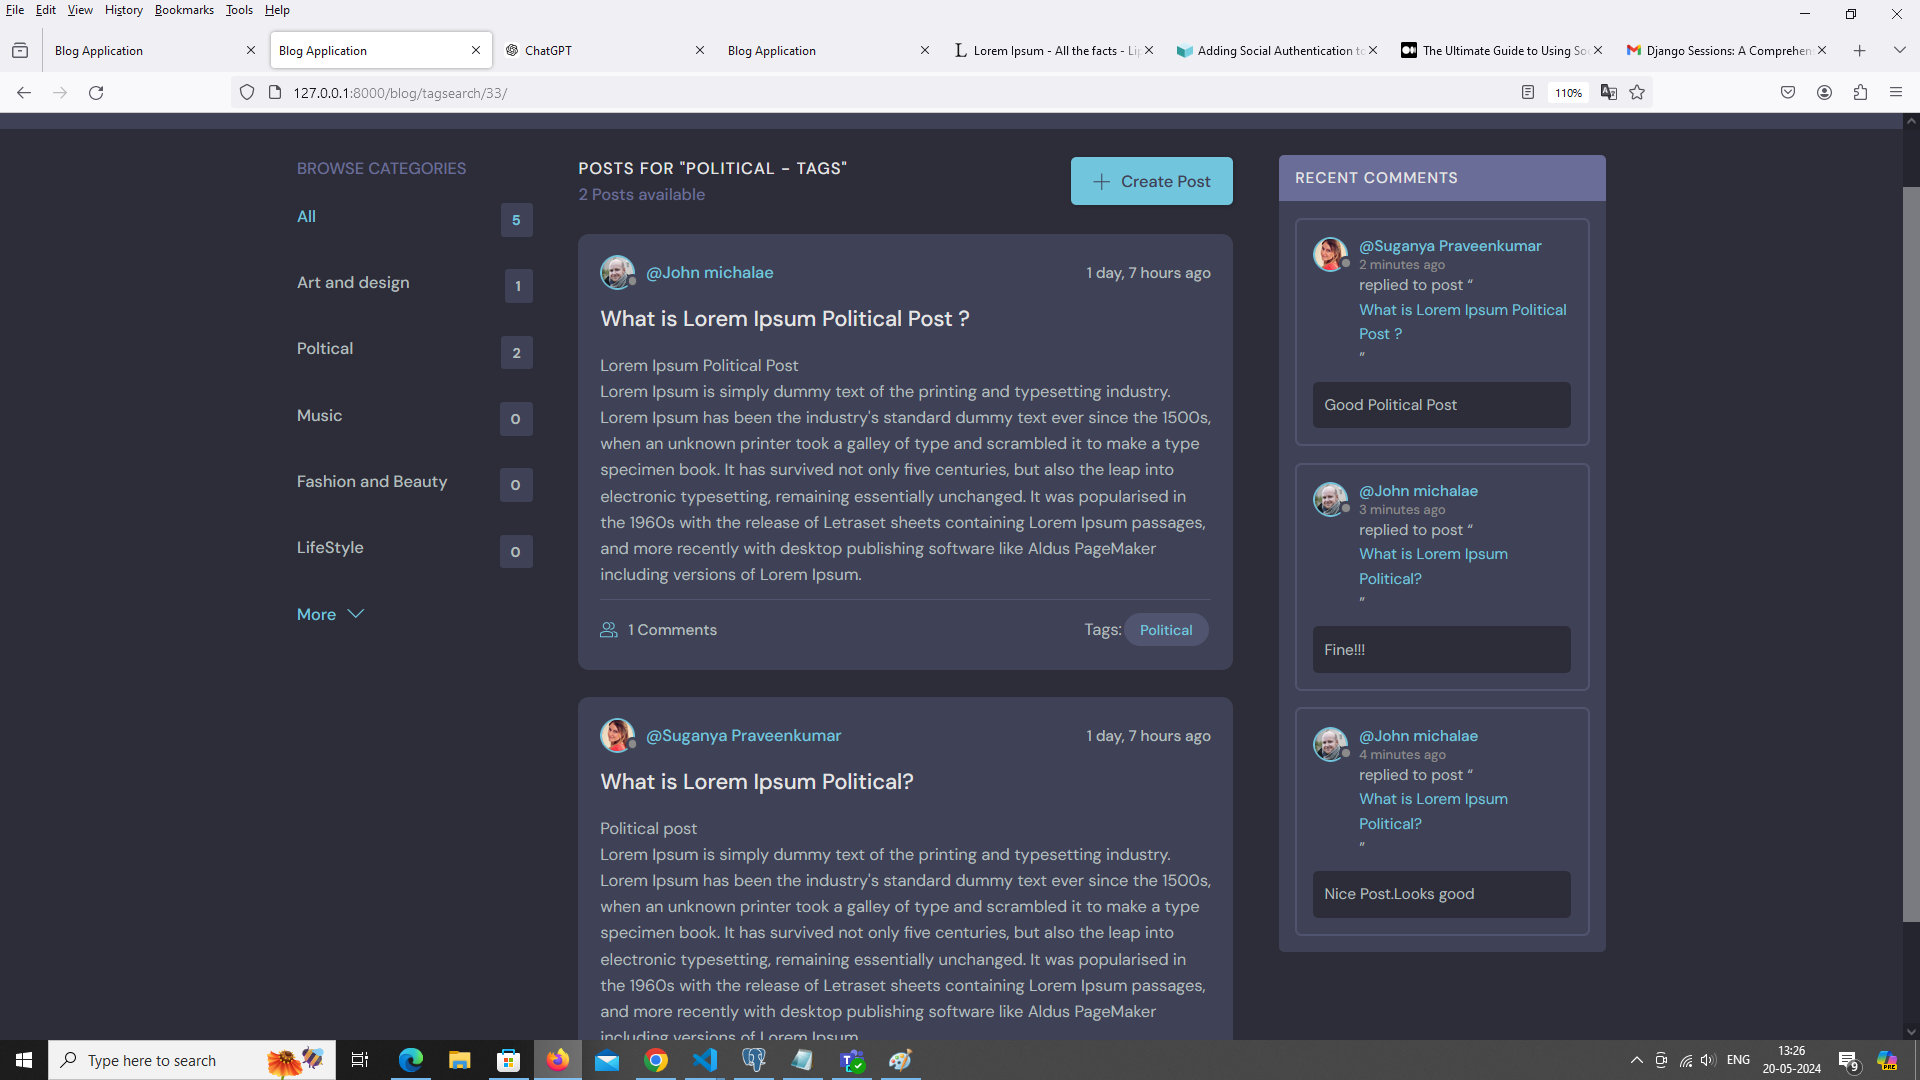 File Edit View History Bookmarks Tools Help
Blog Application
Blog Application
ChatGPT
Blog Application
Lorem Ipsum - All the facts - Lip
Adding Social Authentication to
The Ultimate Guide to Using So
Django Sessions: A Comprehen
127.0.0.1:8000/blog/tagsearch/33/
110%
BROWSE CATEGORIES
All 5
Art and design 1
Poltical 2
Music 0
Fashion and Beauty 0
LifeStyle 0
More
POSTS FOR "POLITICAL - TAGS"
2 Posts available
+ Create Post
@John michalae 1 day, 7 hours ago
What is Lorem Ipsum Political Post ?
Lorem Ipsum Political Post
Lorem Ipsum is simply dummy text of the printing and typesetting industry.
Lorem Ipsum has been the industry's standard dummy text ever since the 1500s,
when an unknown printer took a galley of type and scrambled it to make a type
specimen book. It has survived not only five centuries, but also the leap into
electronic typesetting, remaining essentially unchanged. It was popularised in
the 1960s with the release of Letraset sheets containing Lorem Ipsum passages,
and more recently with desktop publishing software like Aldus PageMaker
including versions of Lorem Ipsum.
1 Comments Tags: Political
@Suganya Praveenkumar 1 day, 7 hours ago
What is Lorem Ipsum Political?
Political post
Lorem Ipsum is simply dummy text of the printing and typesetting industry.
Lorem Ipsum has been the industry's standard dummy text ever since the 1500s,
when an unknown printer took a galley of type and scrambled it to make a type
specimen book. It has survived not only five centuries, but also the leap into
electronic typesetting, remaining essentially unchanged. It was popularised in
the 1960s with the release of Letraset sheets containing Lorem Ipsum passages,
and more recently with desktop publishing software like Aldus PageMaker
including versions of Lorem Ipsum.
RECENT COMMENTS
@Suganya Praveenkumar
2 minutes ago
replied to post “
What is Lorem Ipsum Political
Post ?
“
Good Political Post
@John michalae
3 minutes ago
replied to post “
What is Lorem Ipsum
Political?
”
Fine!!!
@John michalae
4 minutes ago
replied to post “
What is Lorem Ipsum
Political?
”
Nice Post.Looks good
Type here to search
ENG
13:26
20-05-2024
9